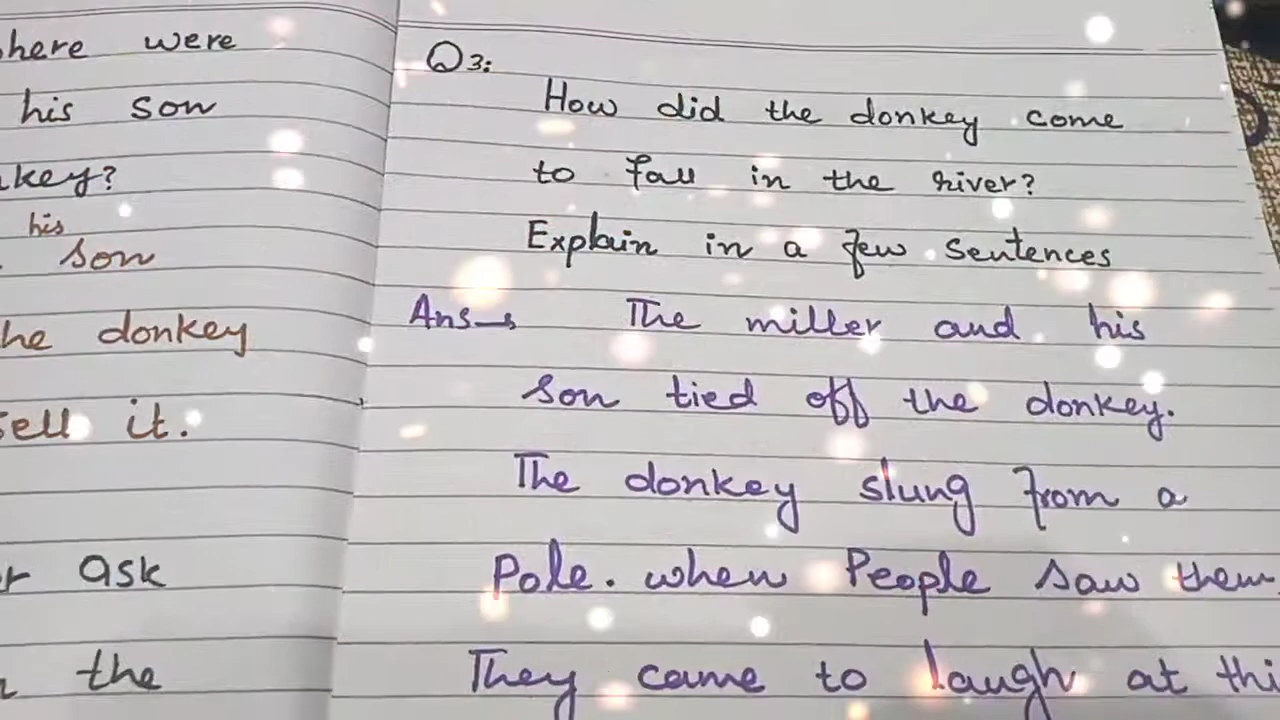 here were
his son
key?
his
son
he donkey
sell it.
r ask
the
Q3:
How did the donkey come
to fall in the river?
Explain in a few sentences
Ans→ The miller and his
son tied off the donkey.
The donkey slung from a
Pole. when People saw them.
They came to laugh at thi